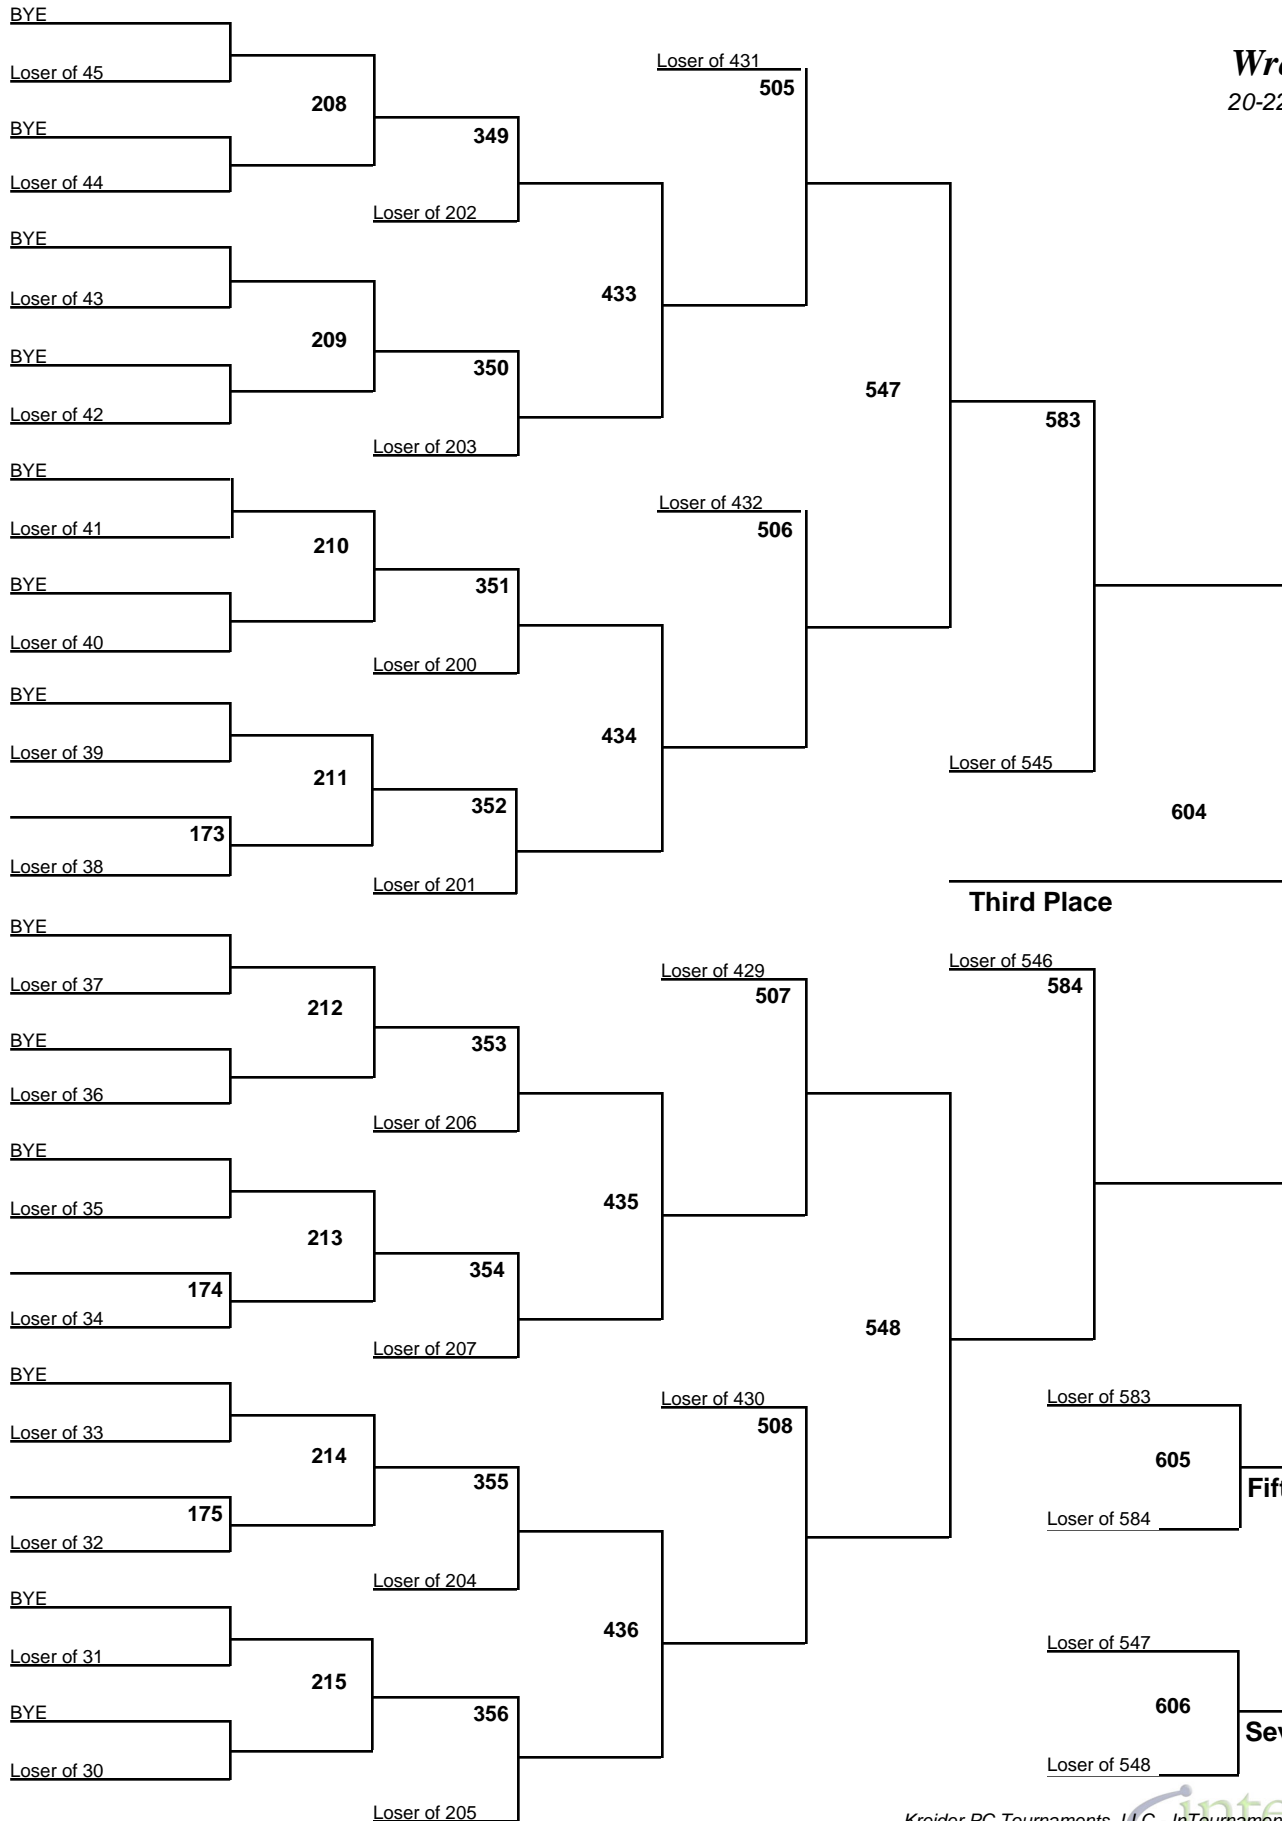 BYE
Loser of 45
208
BYE
Loser of 44
349
Loser of 202
BYE
Loser of 43
209
BYE
Loser of 42
350
Loser of 203
433
Loser of 431
505
BYE
Loser of 41
210
BYE
Loser of 40
351
Loser of 200
BYE
Loser of 39
211
173
Loser of 38
352
Loser of 201
434
Loser of 432
506
547
583
Loser of 545
604
Third Place
BYE
Loser of 37
212
BYE
Loser of 36
353
Loser of 206
BYE
Loser of 35
213
174
Loser of 34
354
Loser of 207
435
Loser of 429
507
BYE
Loser of 33
214
175
Loser of 32
355
Loser of 204
BYE
Loser of 31
215
BYE
Loser of 30
356
Loser of 205
436
Loser of 430
508
548
Loser of 546
584
Loser of 583
605
Loser of 584
Loser of 547
606
Loser of 548
20-22
Kreider PC Tournaments, LLC